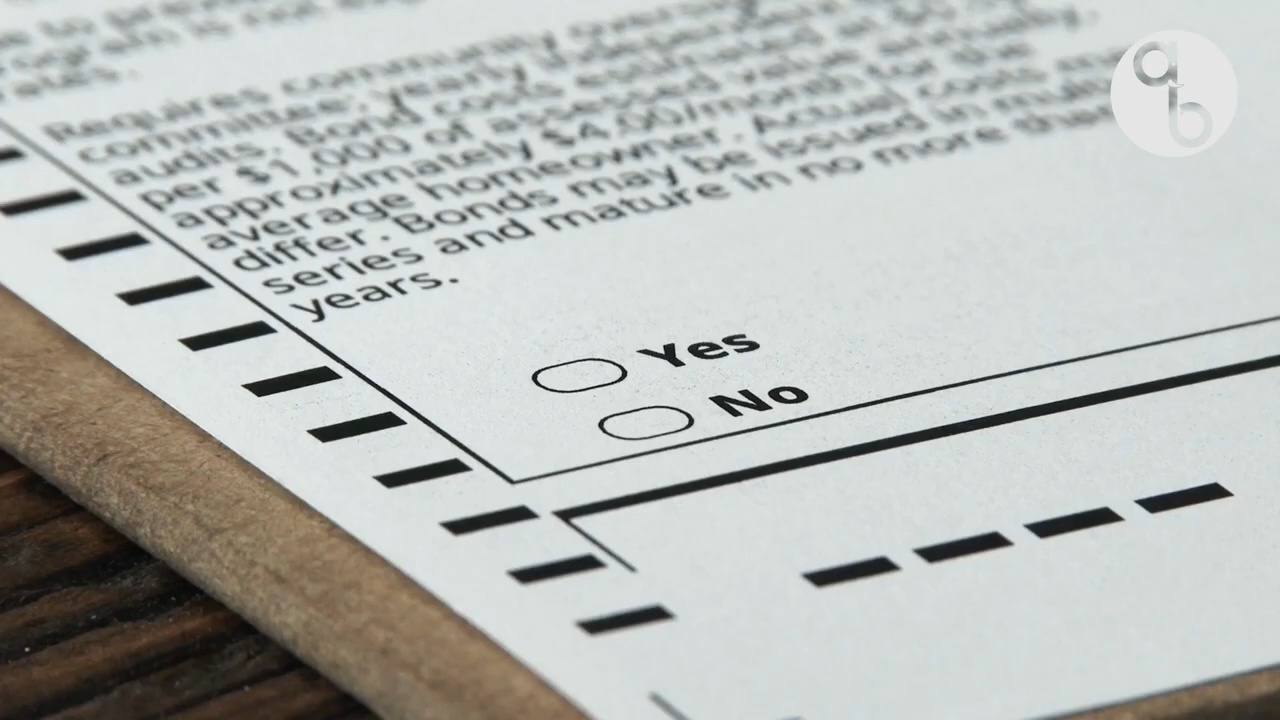 Requires community oversight
committee, yearly independent
audits. Bond costs estimated at
per $1,000 of assessed value annually,
approximately $4.00/month for the
average homeowner. Actual costs may
differ. Bonds may be issued in multiple
series and mature in no more than
years.
Yes
No
ab